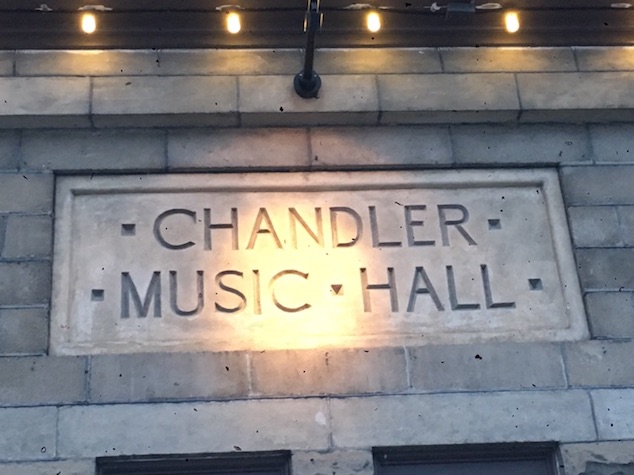 · CHANDLER ·
· MUSIC · HALL ·